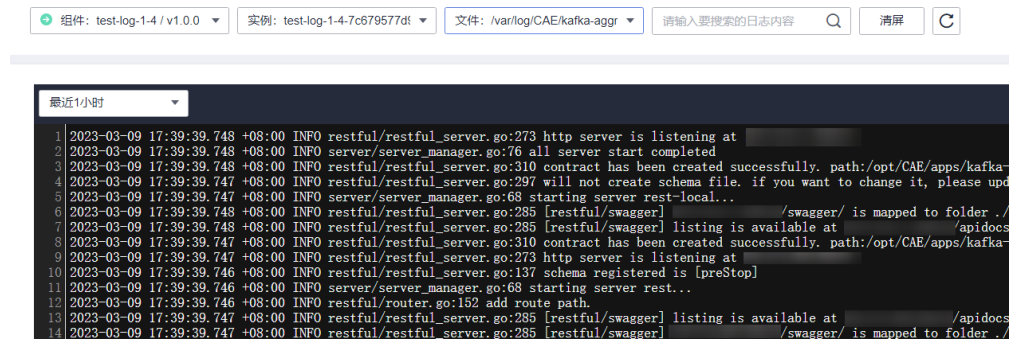 组件：test-log-1-4 / v1.0.0 实例：test-log-1-4-7c679577d 文件：/var/log/CAE/kafka-aggr 请输入要搜索的日志内容 清屏
最近1小时
1 2023-03-09 17:39:39.748 +08:00 INFO restful/restful_server.go:273 http server is listening at
2 2023-03-09 17:39:39.748 +08:00 INFO server/server_manager.go:76 all server start completed
3 2023-03-09 17:39:39.748 +08:00 INFO restful/restful_server.go:310 contract has been created successfully. path:/opt/CAE/apps/kafka-
4 2023-03-09 17:39:39.747 +08:00 INFO restful/restful_server.go:297 will not create schema file. if you want to change it, please upd
5 2023-03-09 17:39:39.747 +08:00 INFO server/server_manager.go:68 starting server rest-local...
6 2023-03-09 17:39:39.748 +08:00 INFO restful/restful_server.go:285 [restful/swagger] /swagger/ is mapped to folder ./
7 2023-03-09 17:39:39.748 +08:00 INFO restful/restful_server.go:285 [restful/swagger] listing is available at /apidocs
8 2023-03-09 17:39:39.747 +08:00 INFO restful/restful_server.go:310 contract has been created successfully. path:/opt/CAE/apps/kafka-
9 2023-03-09 17:39:39.747 +08:00 INFO restful/restful_server.go:273 http server is listening at
10 2023-03-09 17:39:39.746 +08:00 INFO restful/restful_server.go:137 schema registered is [preStop]
11 2023-03-09 17:39:39.746 +08:00 INFO server/server_manager.go:68 starting server rest...
12 2023-03-09 17:39:39.746 +08:00 INFO restful/router.go:152 add route path.
13 2023-03-09 17:39:39.747 +08:00 INFO restful/restful_server.go:285 [restful/swagger] listing is available at /apidocs
14 2023-03-09 17:39:39.747 +08:00 INFO restful/restful_server.go:285 [restful/swagger] /swagger/ is mapped to folder ./